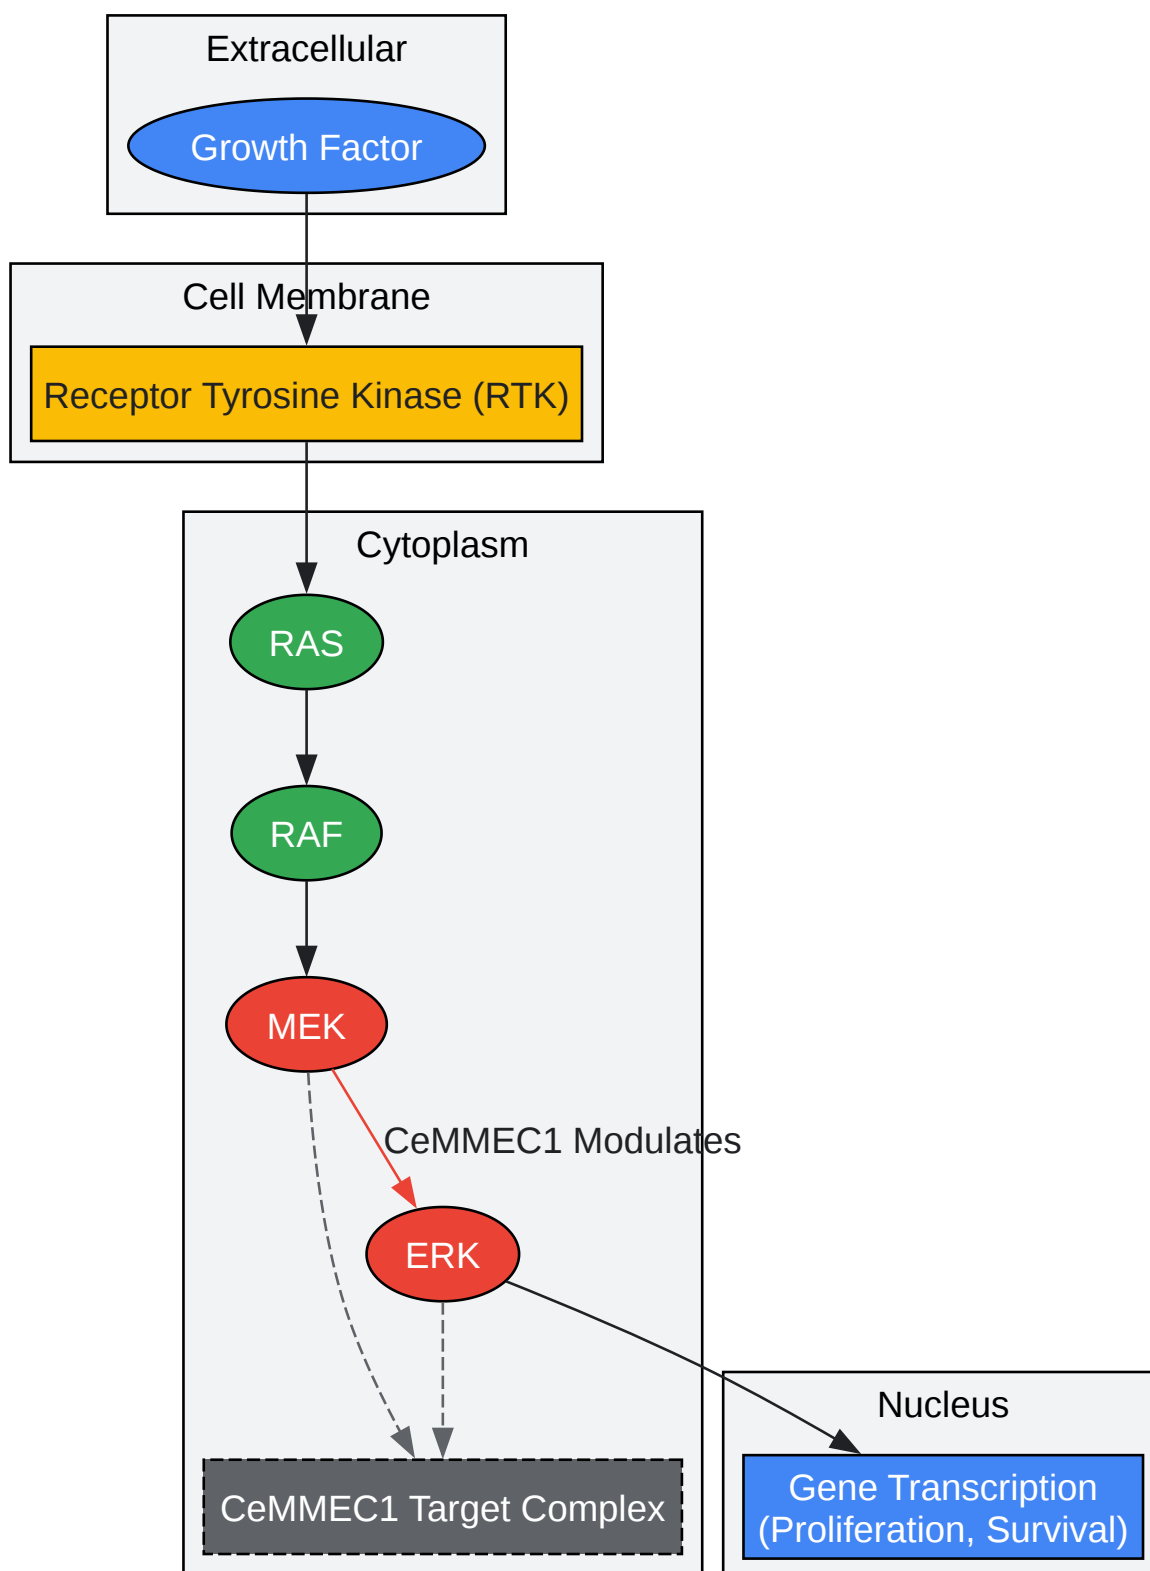 Extracellular
Growth Factor
Cell Membrane
Receptor Tyrosine Kinase (RTK)
Cytoplasm
RAS
RAF
MEK
CeMMEC1 Modulates
ERK
CeMMEC1 Target Complex
Nucleus
Gene Transcription
(Proliferation, Survival)